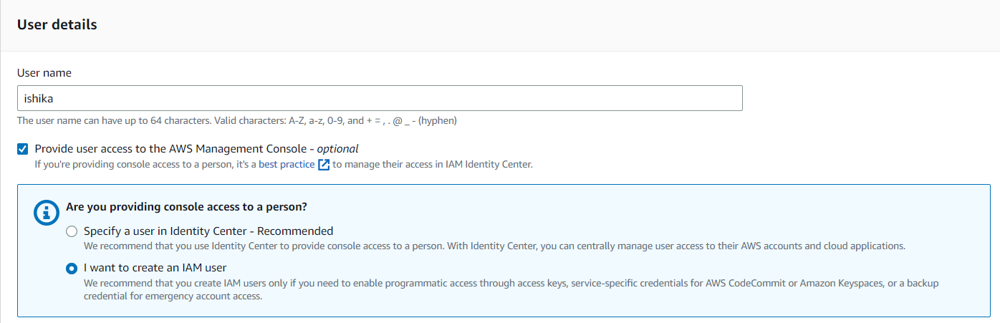 User details
User name
ishika
The user name can have up to 64 characters. Valid characters: A-Z, a-z, 0-9, and + = , . @ _ - (hyphen)
Provide user access to the AWS Management Console - optional
If you're providing console access to a person, it's a best practice to manage their access in IAM Identity Center.
Are you providing console access to a person?
Specify a user in Identity Center - Recommended
We recommend that you use Identity Center to provide console access to a person. With Identity Center, you can centrally manage user access to their AWS accounts and cloud applications.
I want to create an IAM user
We recommend that you create IAM users only if you need to enable programmatic access through access keys, service-specific credentials for AWS CodeCommit or Amazon Keyspaces, or a backup
credential for emergency account access.